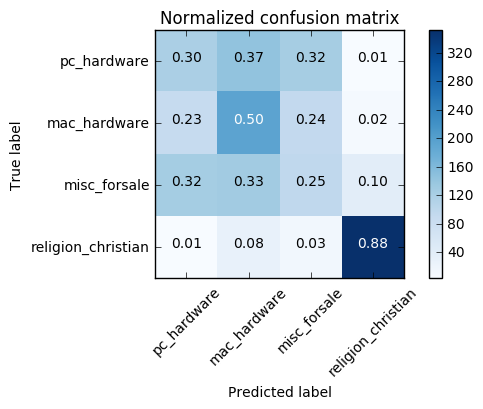 Normalized confusion matrix
True label
pc_hardware 0.30 0.37 0.32 0.01
mac_hardware 0.23 0.50 0.24 0.02
misc_forsale 0.32 0.33 0.25 0.10
religion_christian 0.01 0.08 0.03 0.88
pc_hardware
mac_hardware
misc_forsale
religion_christian
Predicted label
320
280
240
200
160
120
80
40